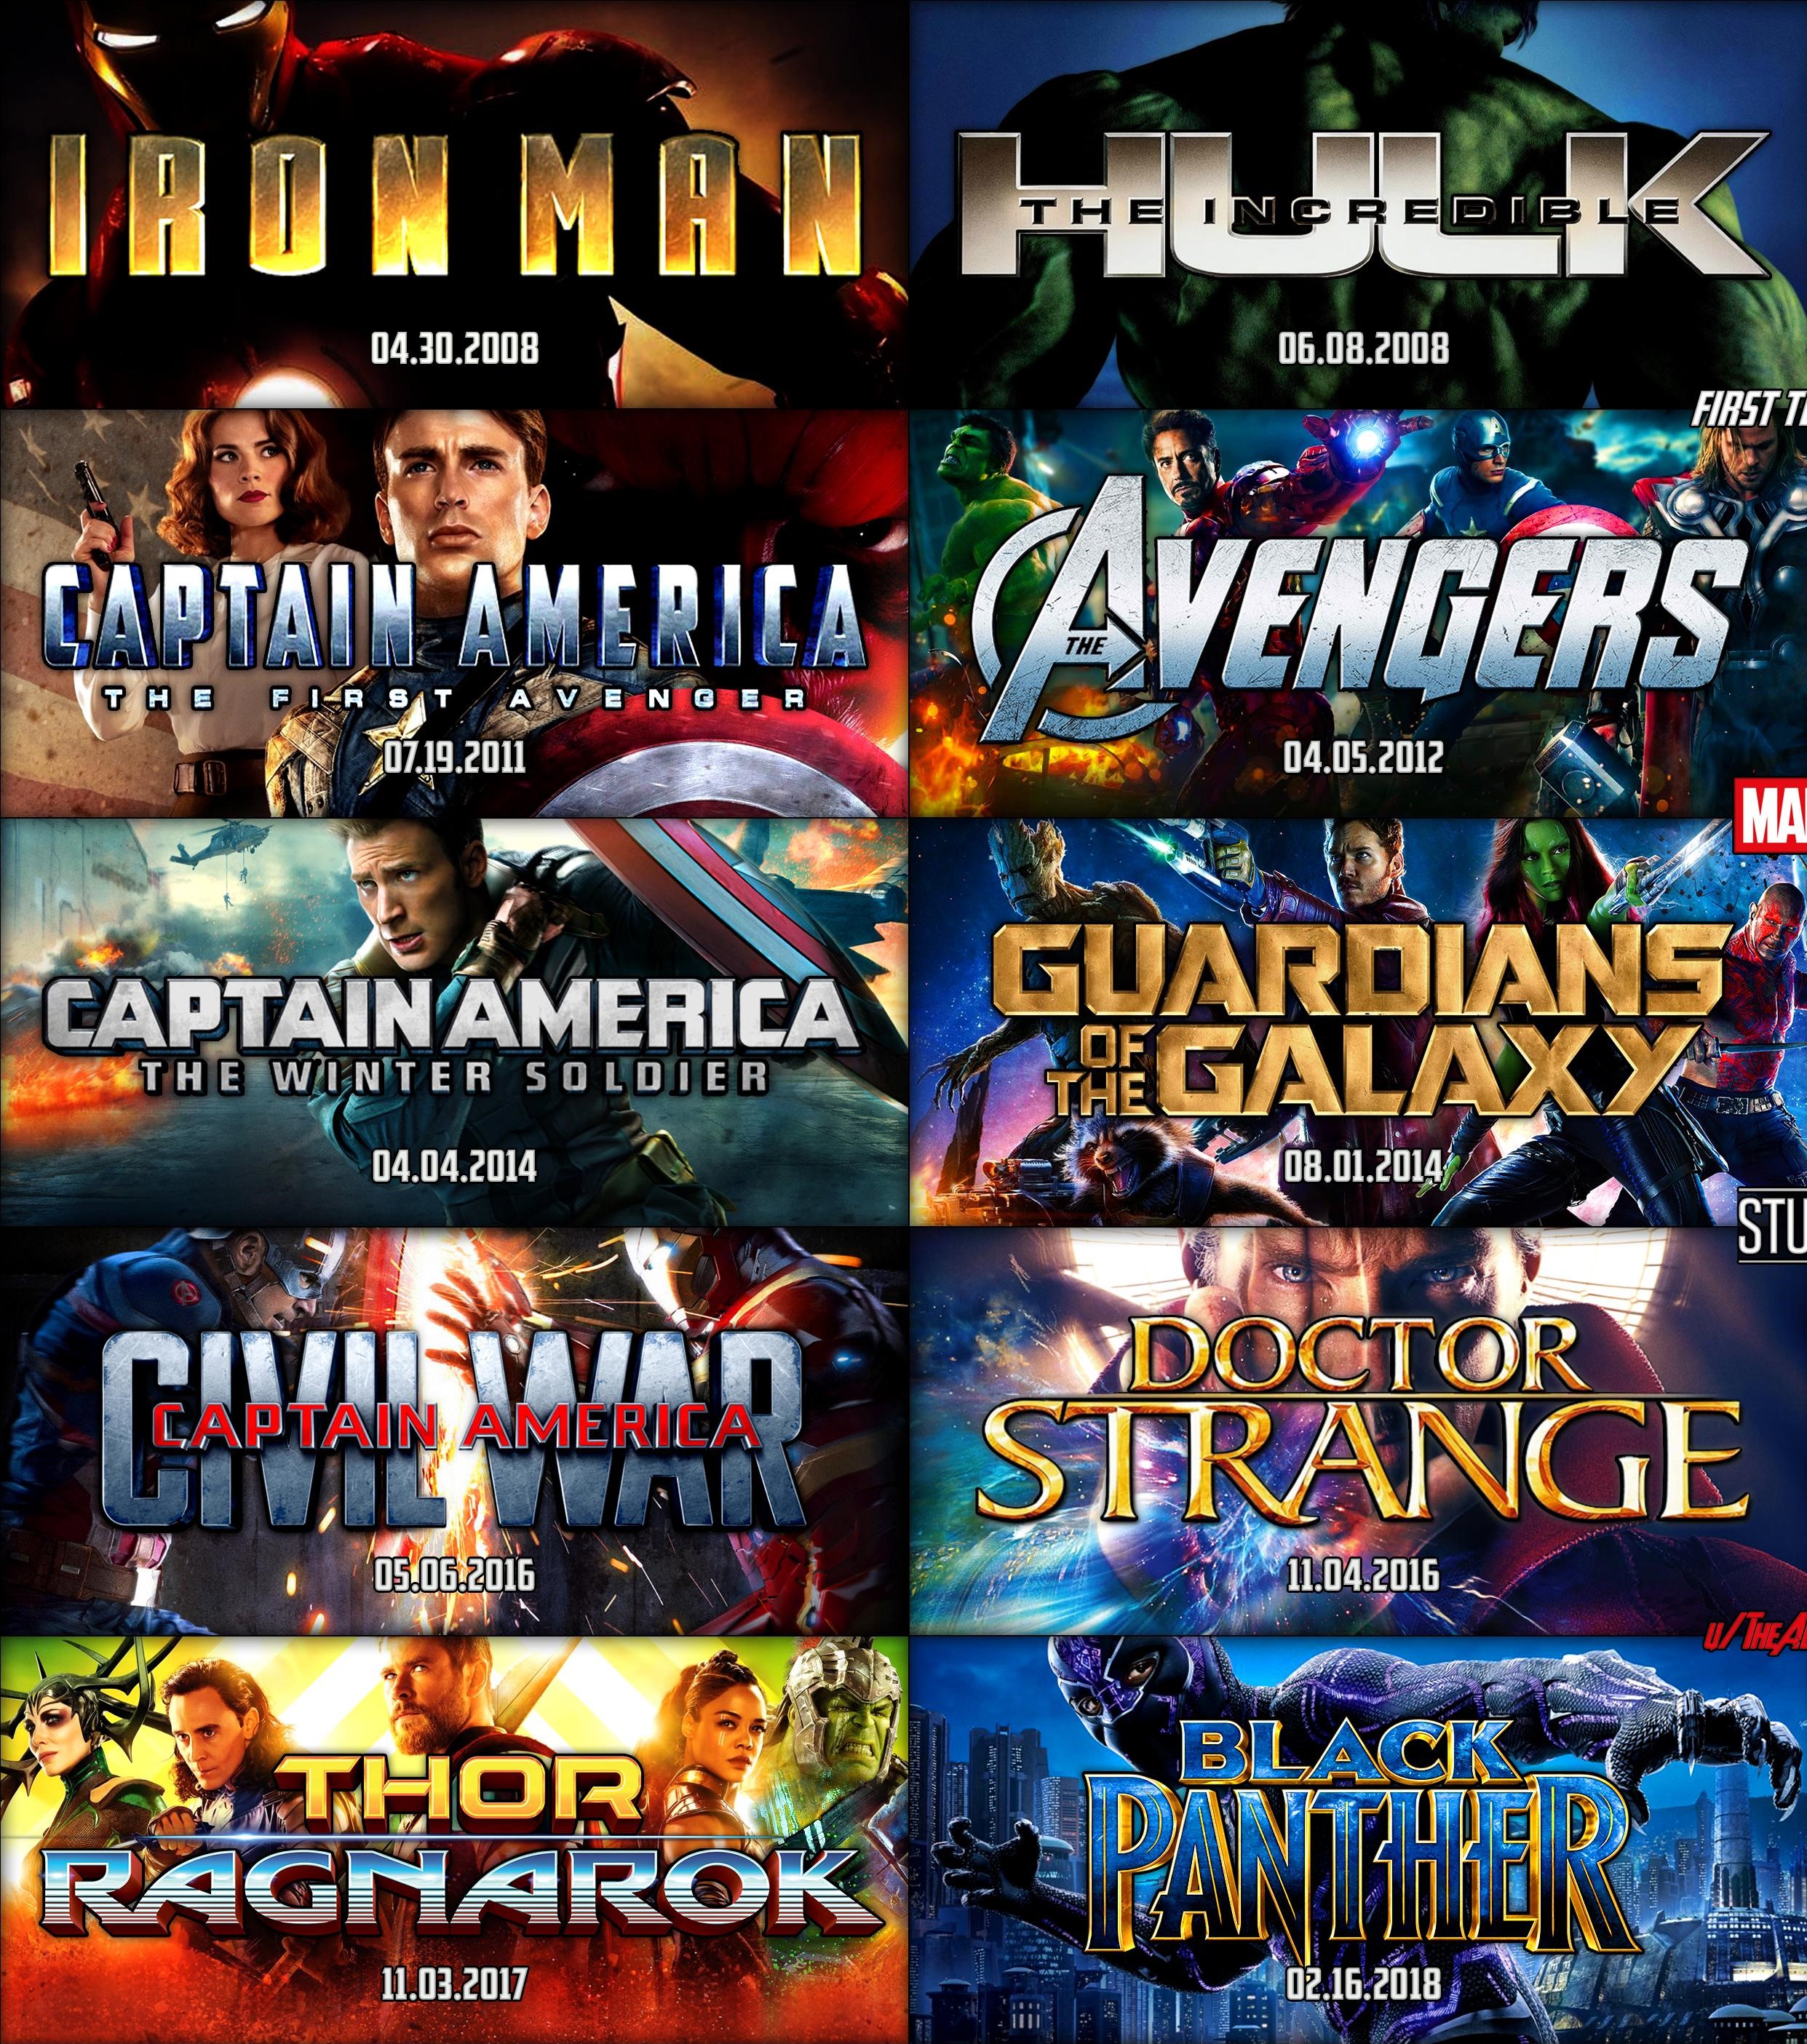 IRON MAN
04.30.2008
HULK
THE INCREDIBLE
06.08.2008
FIRST
CAPTAIN AMERICA
THE FIRST AVENGER
07.19.2011
THE AVENGERS
04.05.2012
CAPTAIN AMERICA
THE WINTER SOLDIER
04.04.2014
GUARDIANS
OF THE GALAXY
08.01.2014
CIVIL WAR
CAPTAIN AMERICA
05.06.2016
DOCTOR
STRANGE
11.04.2016
THOR
RAGNAROK
11.03.2017
BLACK
PANTHER
02.16.2018